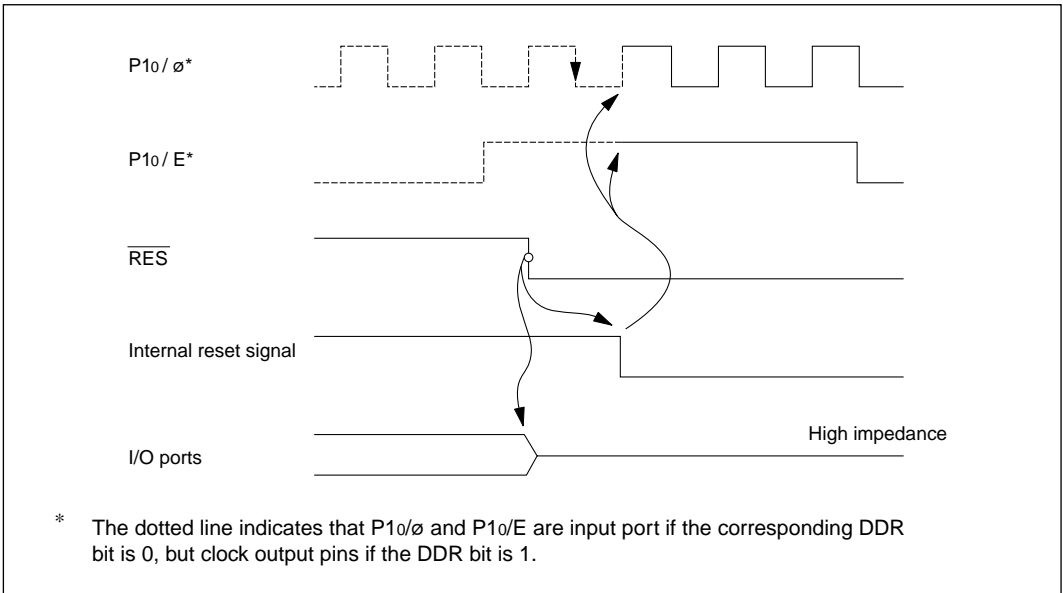 P10 / ø*
P10 / E*
RES
Internal reset signal
I/O ports
High impedance
* The dotted line indicates that P10/ø and P10/E are input port if the corresponding DDR
bit is 0, but clock output pins if the DDR bit is 1.